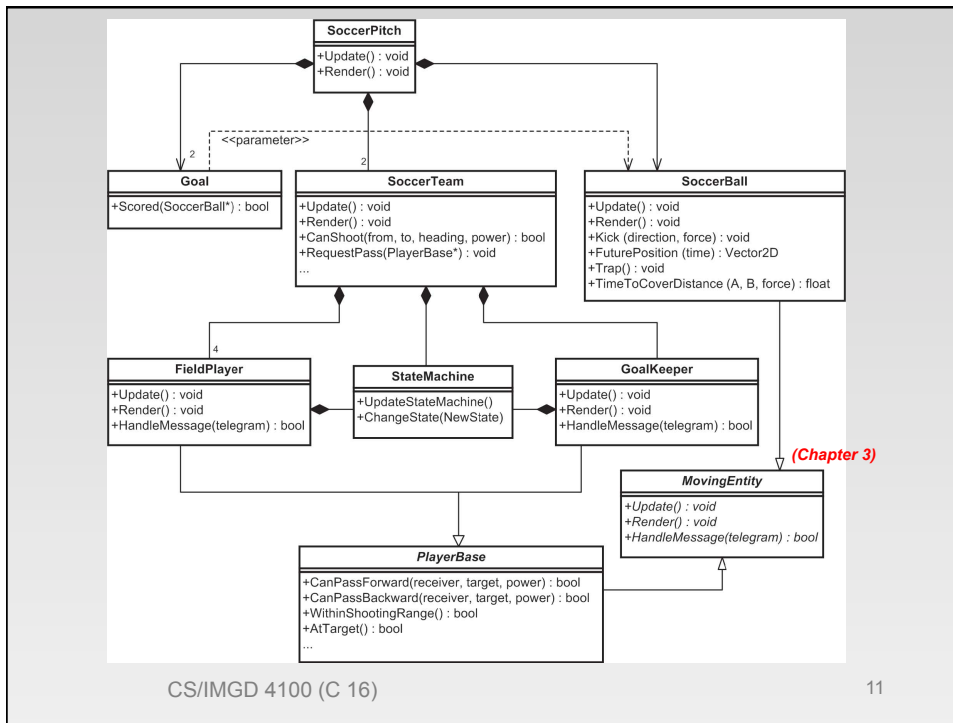 SoccerPitch
+Update() : void
+Render() : void
<<parameter>>
2
2
Goal
+Scored(SoccerBall*) : bool
SoccerTeam
+Update() : void
+Render() : void
+CanShoot(from, to, heading, power) : bool
+RequestPass(PlayerBase*) : void
...
SoccerBall
+Update() : void
+Render() : void
+Kick (direction, force) : void
+FuturePosition (time) : Vector2D
+Trap() : void
+TimeToCoverDistance (A, B, force) : float
4
FieldPlayer
+Update() : void
+Render() : void
+HandleMessage(telegram) : bool
StateMachine
+UpdateStateMachine()
+ChangeState(NewState)
GoalKeeper
+Update() : void
+Render() : void
+HandleMessage(telegram) : bool
(Chapter 3)
MovingEntity
+Update() : void
+Render() : void
+HandleMessage(telegram) : bool
PlayerBase
+CanPassForward(receiver, target, power) : bool
+CanPassBackward(receiver, target, power) : bool
+WithinShootingRange() : bool
+AtTarget() : bool
...
CS/IMGD 4100 (C 16)
11